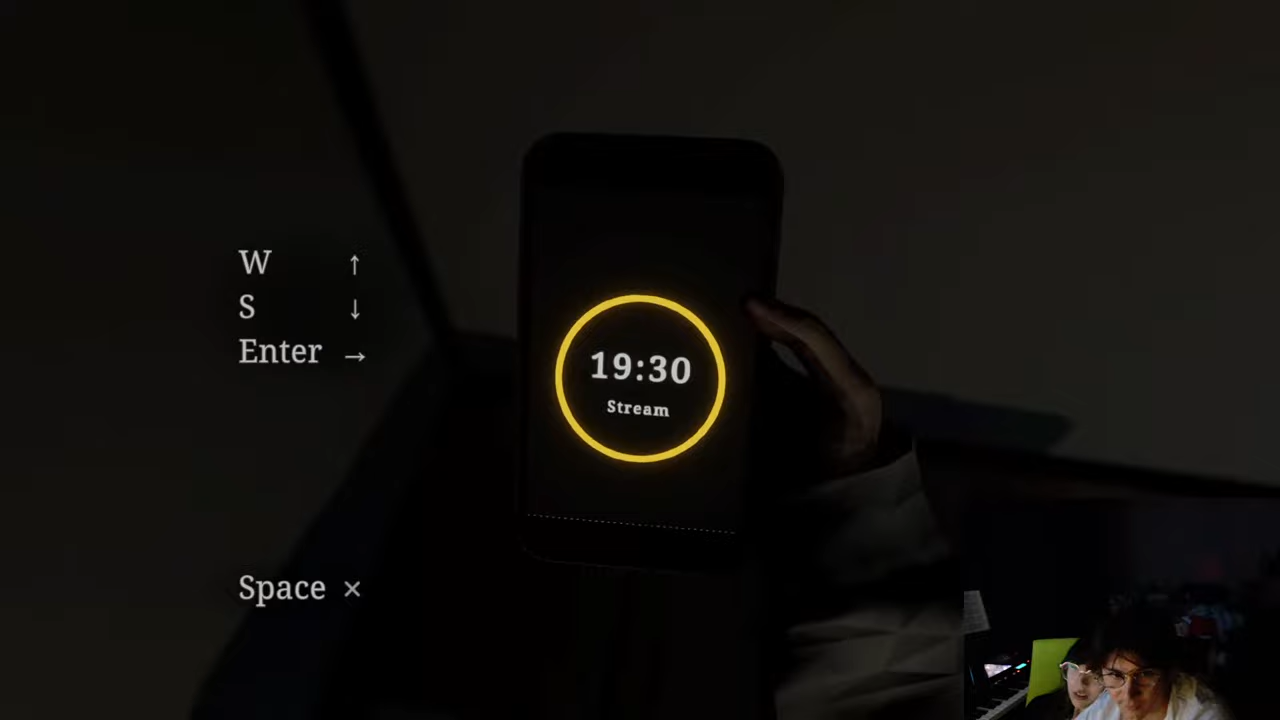 W ↑
S ↓
Enter →
19:30
Stream
Space ×